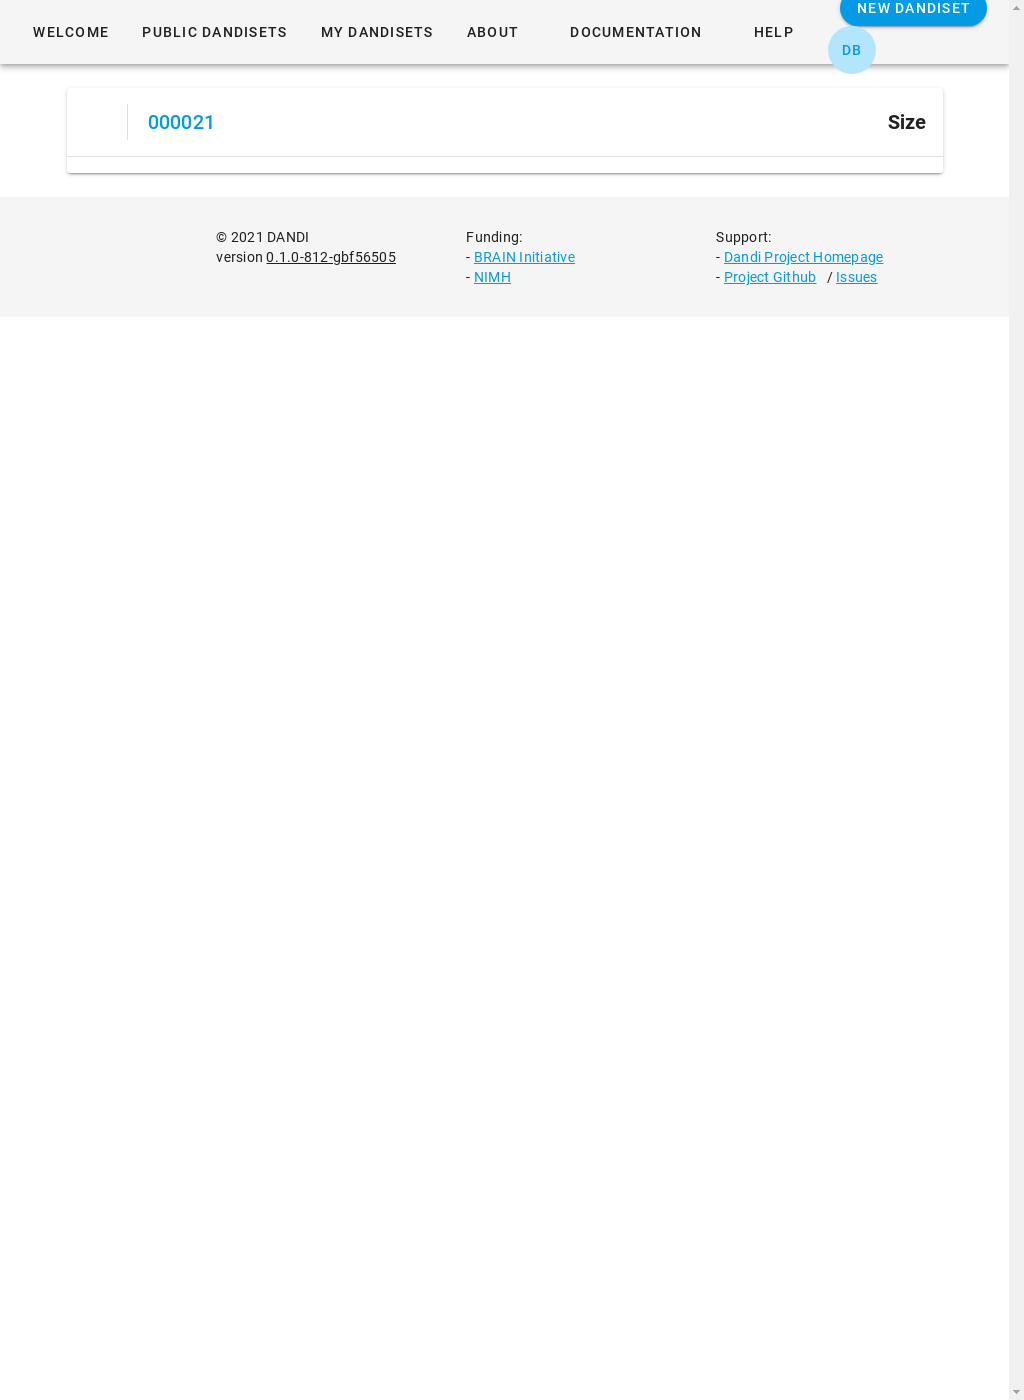 NEW DANDISET
WELCOME PUBLIC DANDISETS MY DANDISETS ABOUT DOCUMENTATION HELP
DB
000021 Size
© 2021 DANDI
version 0.1.0-812-gbf56505
Funding:
- BRAIN Initiative
- NIMH
Support:
- Dandi Project Homepage
- Project Github / Issues